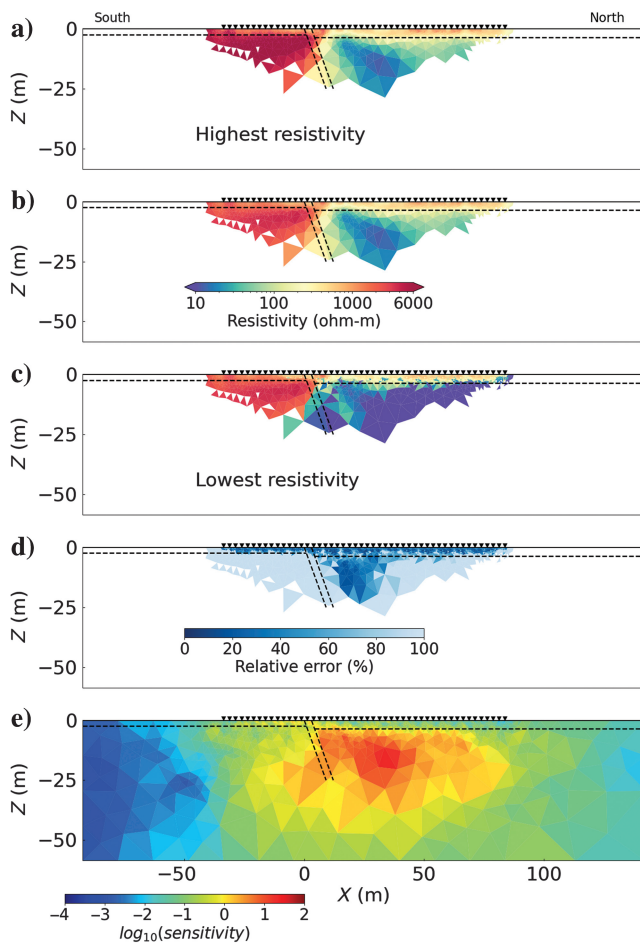 South North
a)
0
−25
−50
Z (m)
Highest resistivity
b)
0
−25
−50
Z (m)
10 100 1000 6000
Resistivity (ohm-m)
c)
0
−25
−50
Z (m)
Lowest resistivity
d)
0
−25
−50
Z (m)
0 20 40 60 80 100
Relative error (%)
e)
0
−25
−50
Z (m)
−50 0 50 100
X (m)
−4 −3 −2 −1 0 1 2
log₁₀(sensitivity)